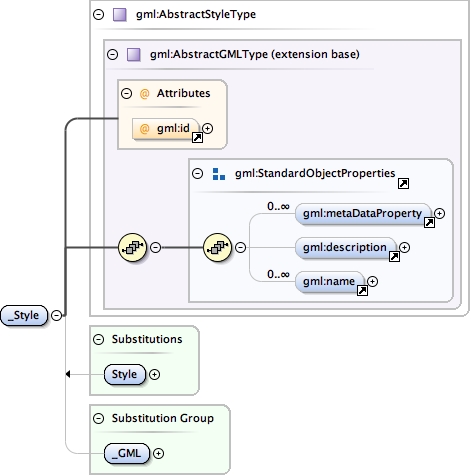 gml:AbstractStyleType
gml:AbstractGMLType (extension base)
@ Attributes
gml:id
gml:StandardObjectProperties
0..∞
gml:metaDataProperty
gml:description
0..∞
gml:name
_Style
Substitutions
Style
Substitution Group
_GML